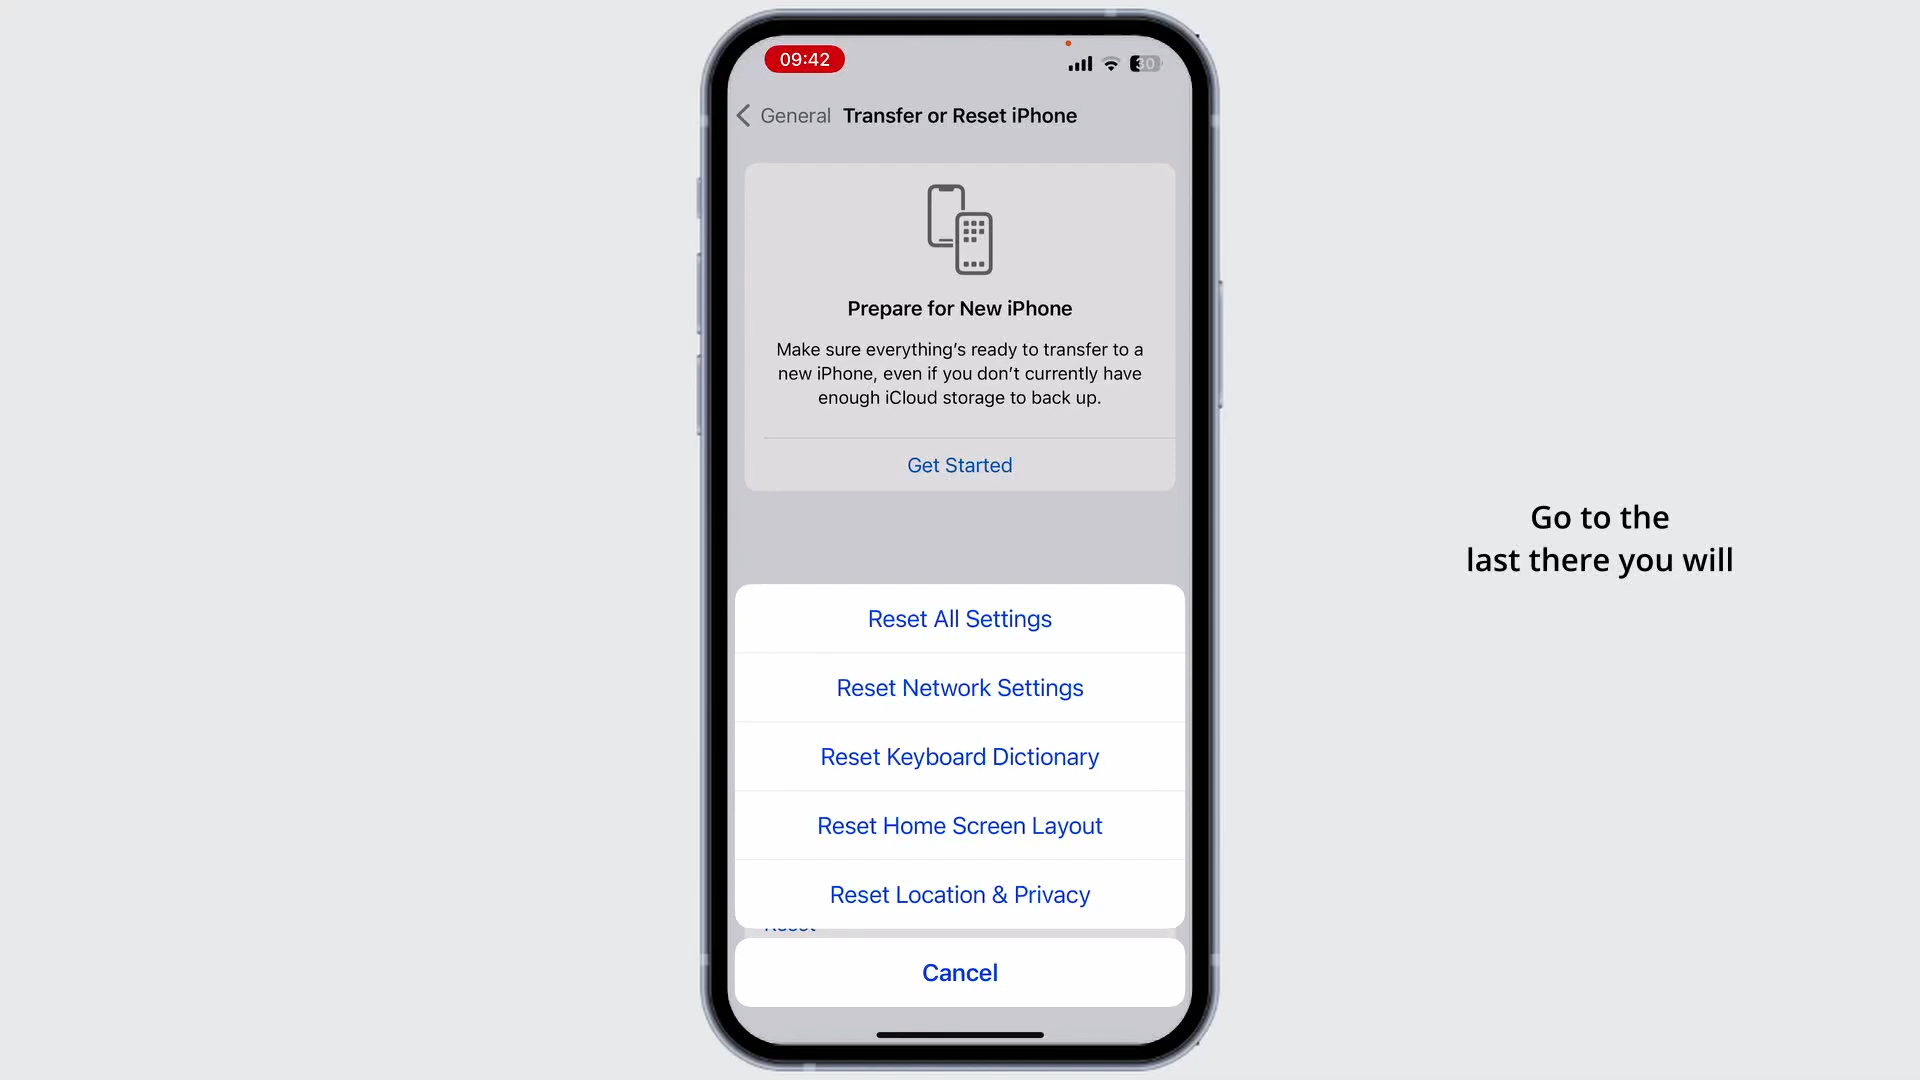 09:42
30
General Transfer or Reset iPhone
Prepare for New iPhone
Make sure everything's ready to transfer to a
new iPhone, even if you don't currently have
enough iCloud storage to back up.
Get Started
Go to the
last there you will
Reset All Settings
Reset Network Settings
Reset Keyboard Dictionary
Reset Home Screen Layout
Reset Location & Privacy
Reset
Cancel